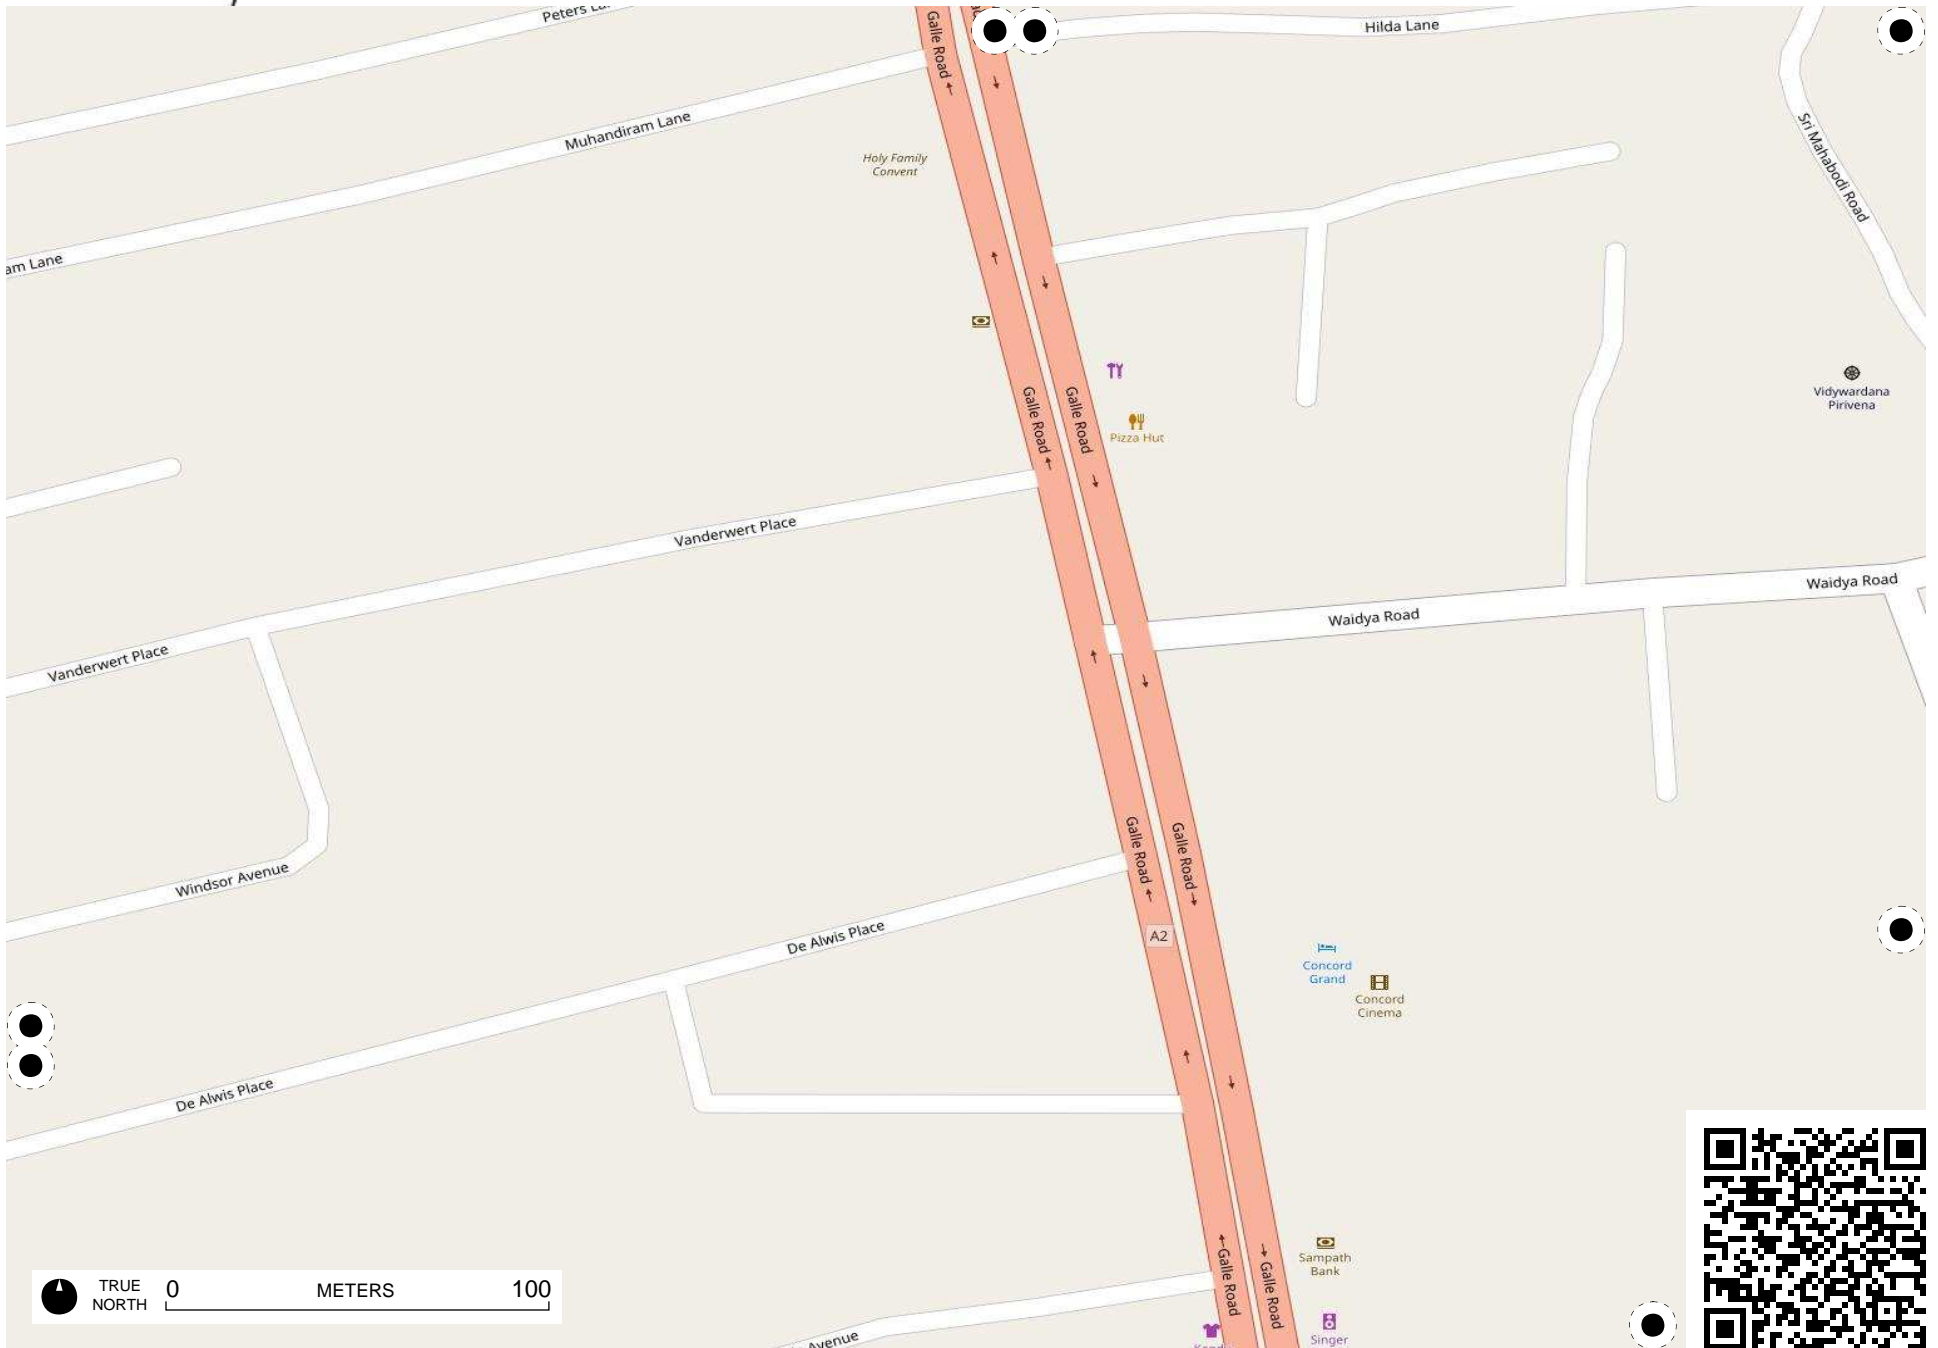 Peters
Galle Road
Hilda Lane
Muhandiram Lane
Sri Mahabodi Road
Holy Family
Convent
am Lane
Vidywardana
Pirivena
Galle Road
Galle Road
Pizza Hut
Vanderwert Place
Waidya Road
Waidya Road
Vanderwert Place
Galle Road
Galle Road
Windsor Avenue
De Alwis Place
A2
Concord
Grand
Concord
Cinema
De Alwis Place
Galle Road
Galle Road
Sampath
Bank
TRUE
NORTH
0 METERS 100
Avenue
Singer